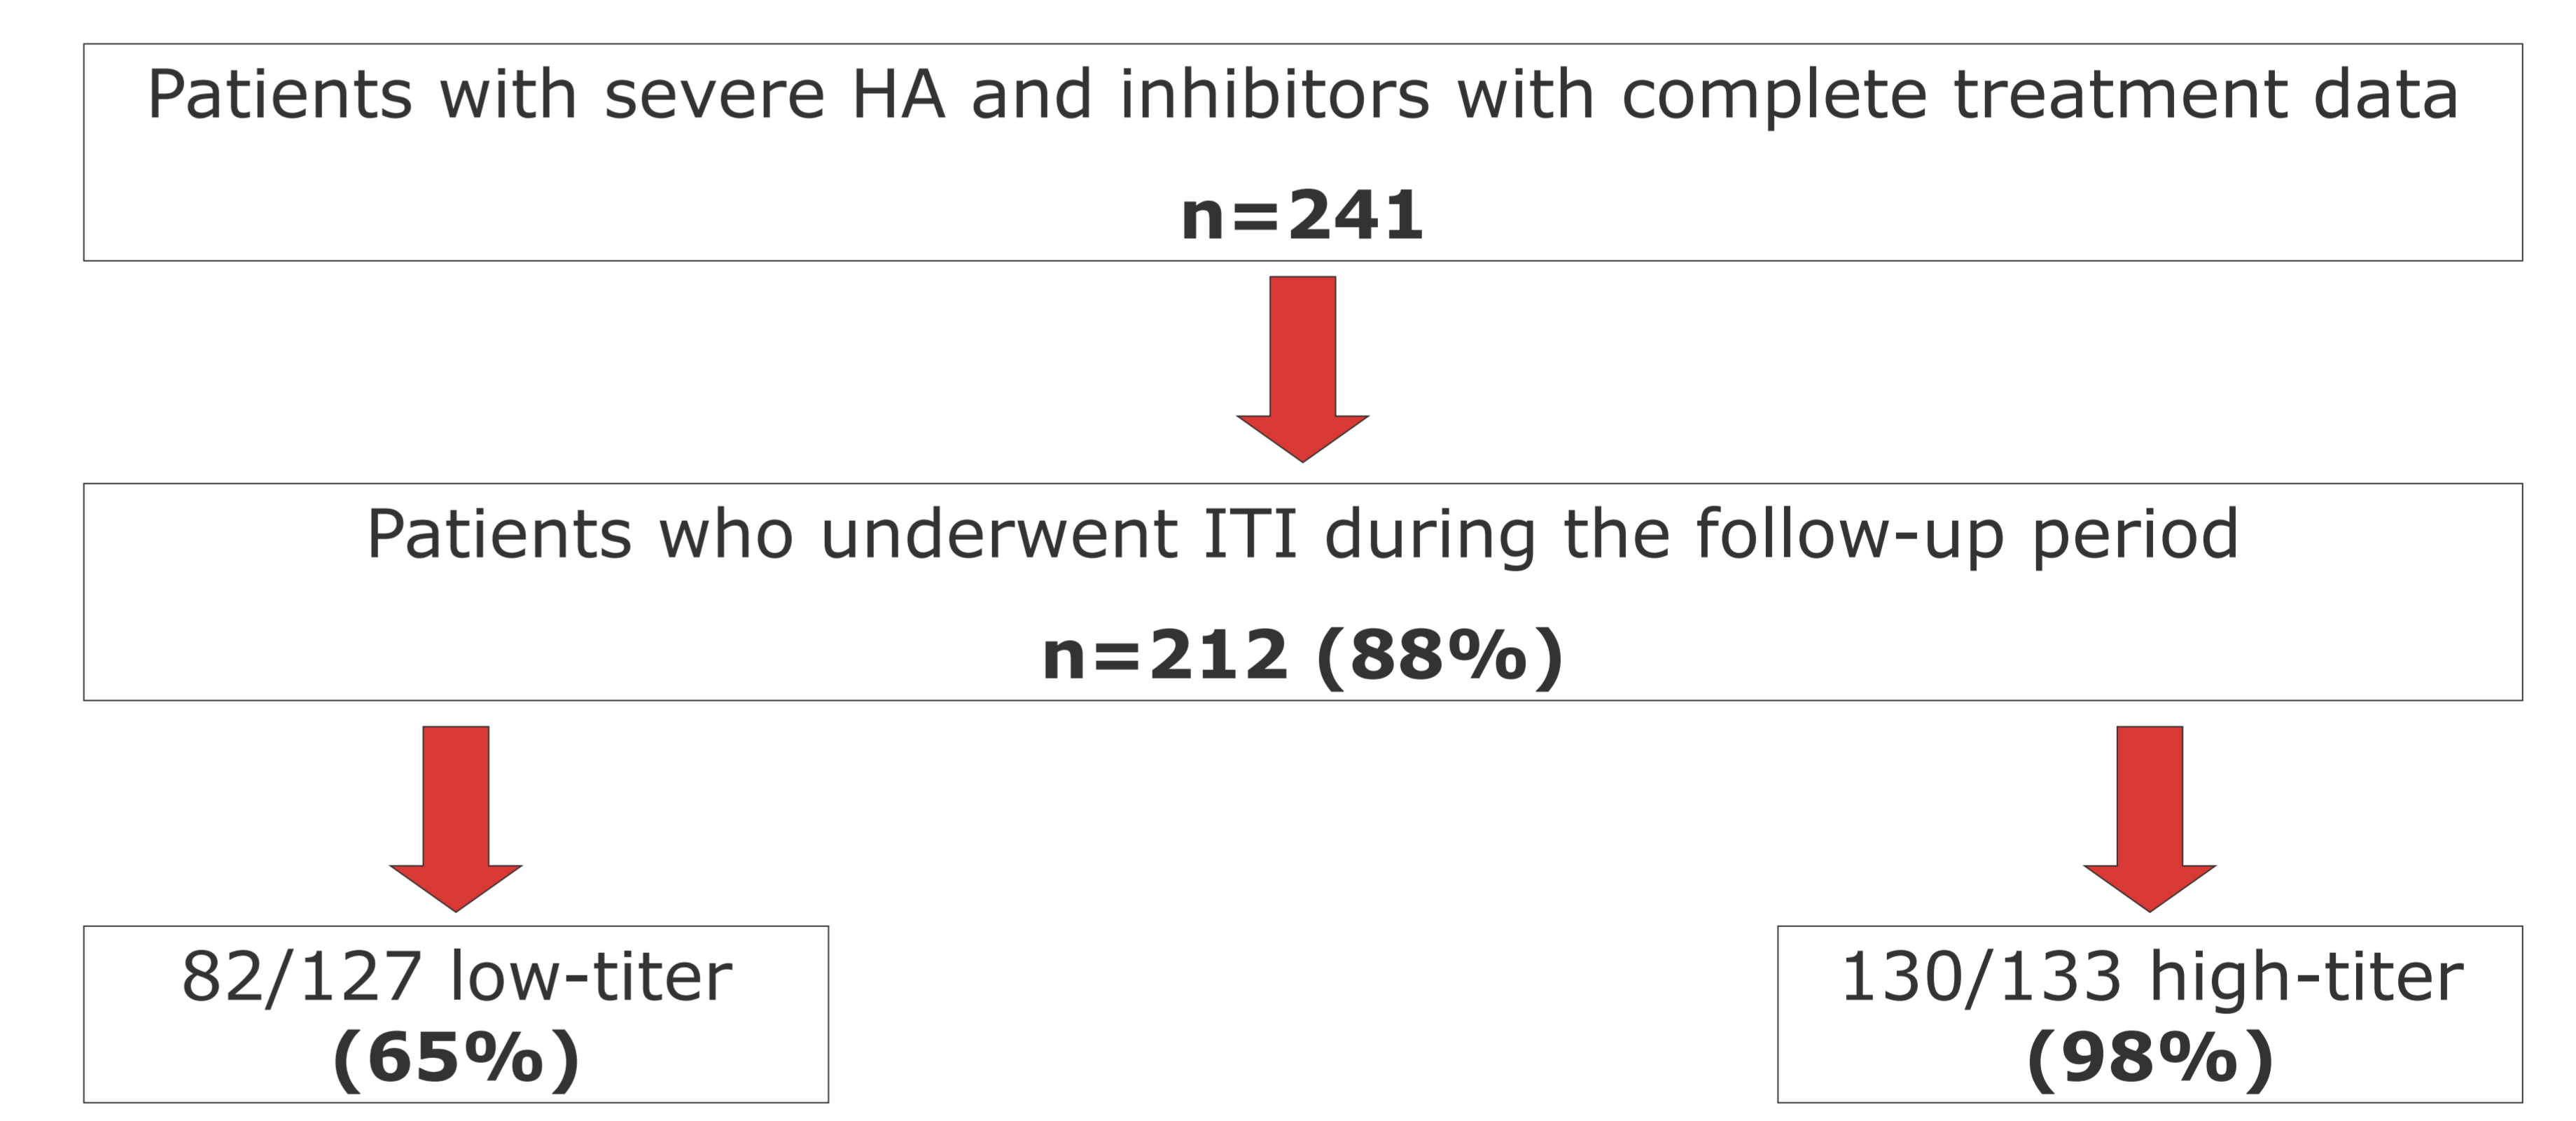 Patients with severe HA and inhibitors with complete treatment data
n=241
Patients who underwent ITI during the follow-up period
n=212 (88%)
82/127 low-titer
(65%)
130/133 high-titer
(98%)